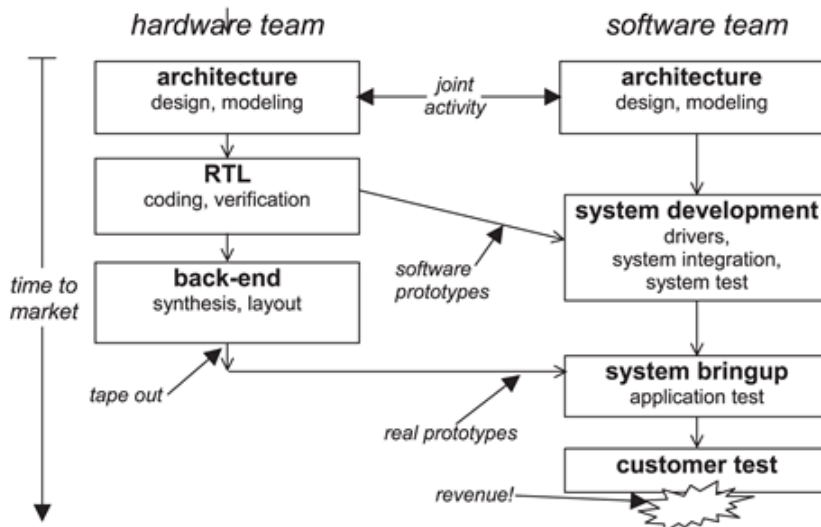 hardware team
software team
architecture
design, modeling
joint
activity
architecture
design, modeling
RTL
coding, verification
system development
drivers,
system integration,
system test
software
prototypes
back-end
synthesis, layout
time to
market
tape out
system bringup
application test
real prototypes
customer test
revenue!